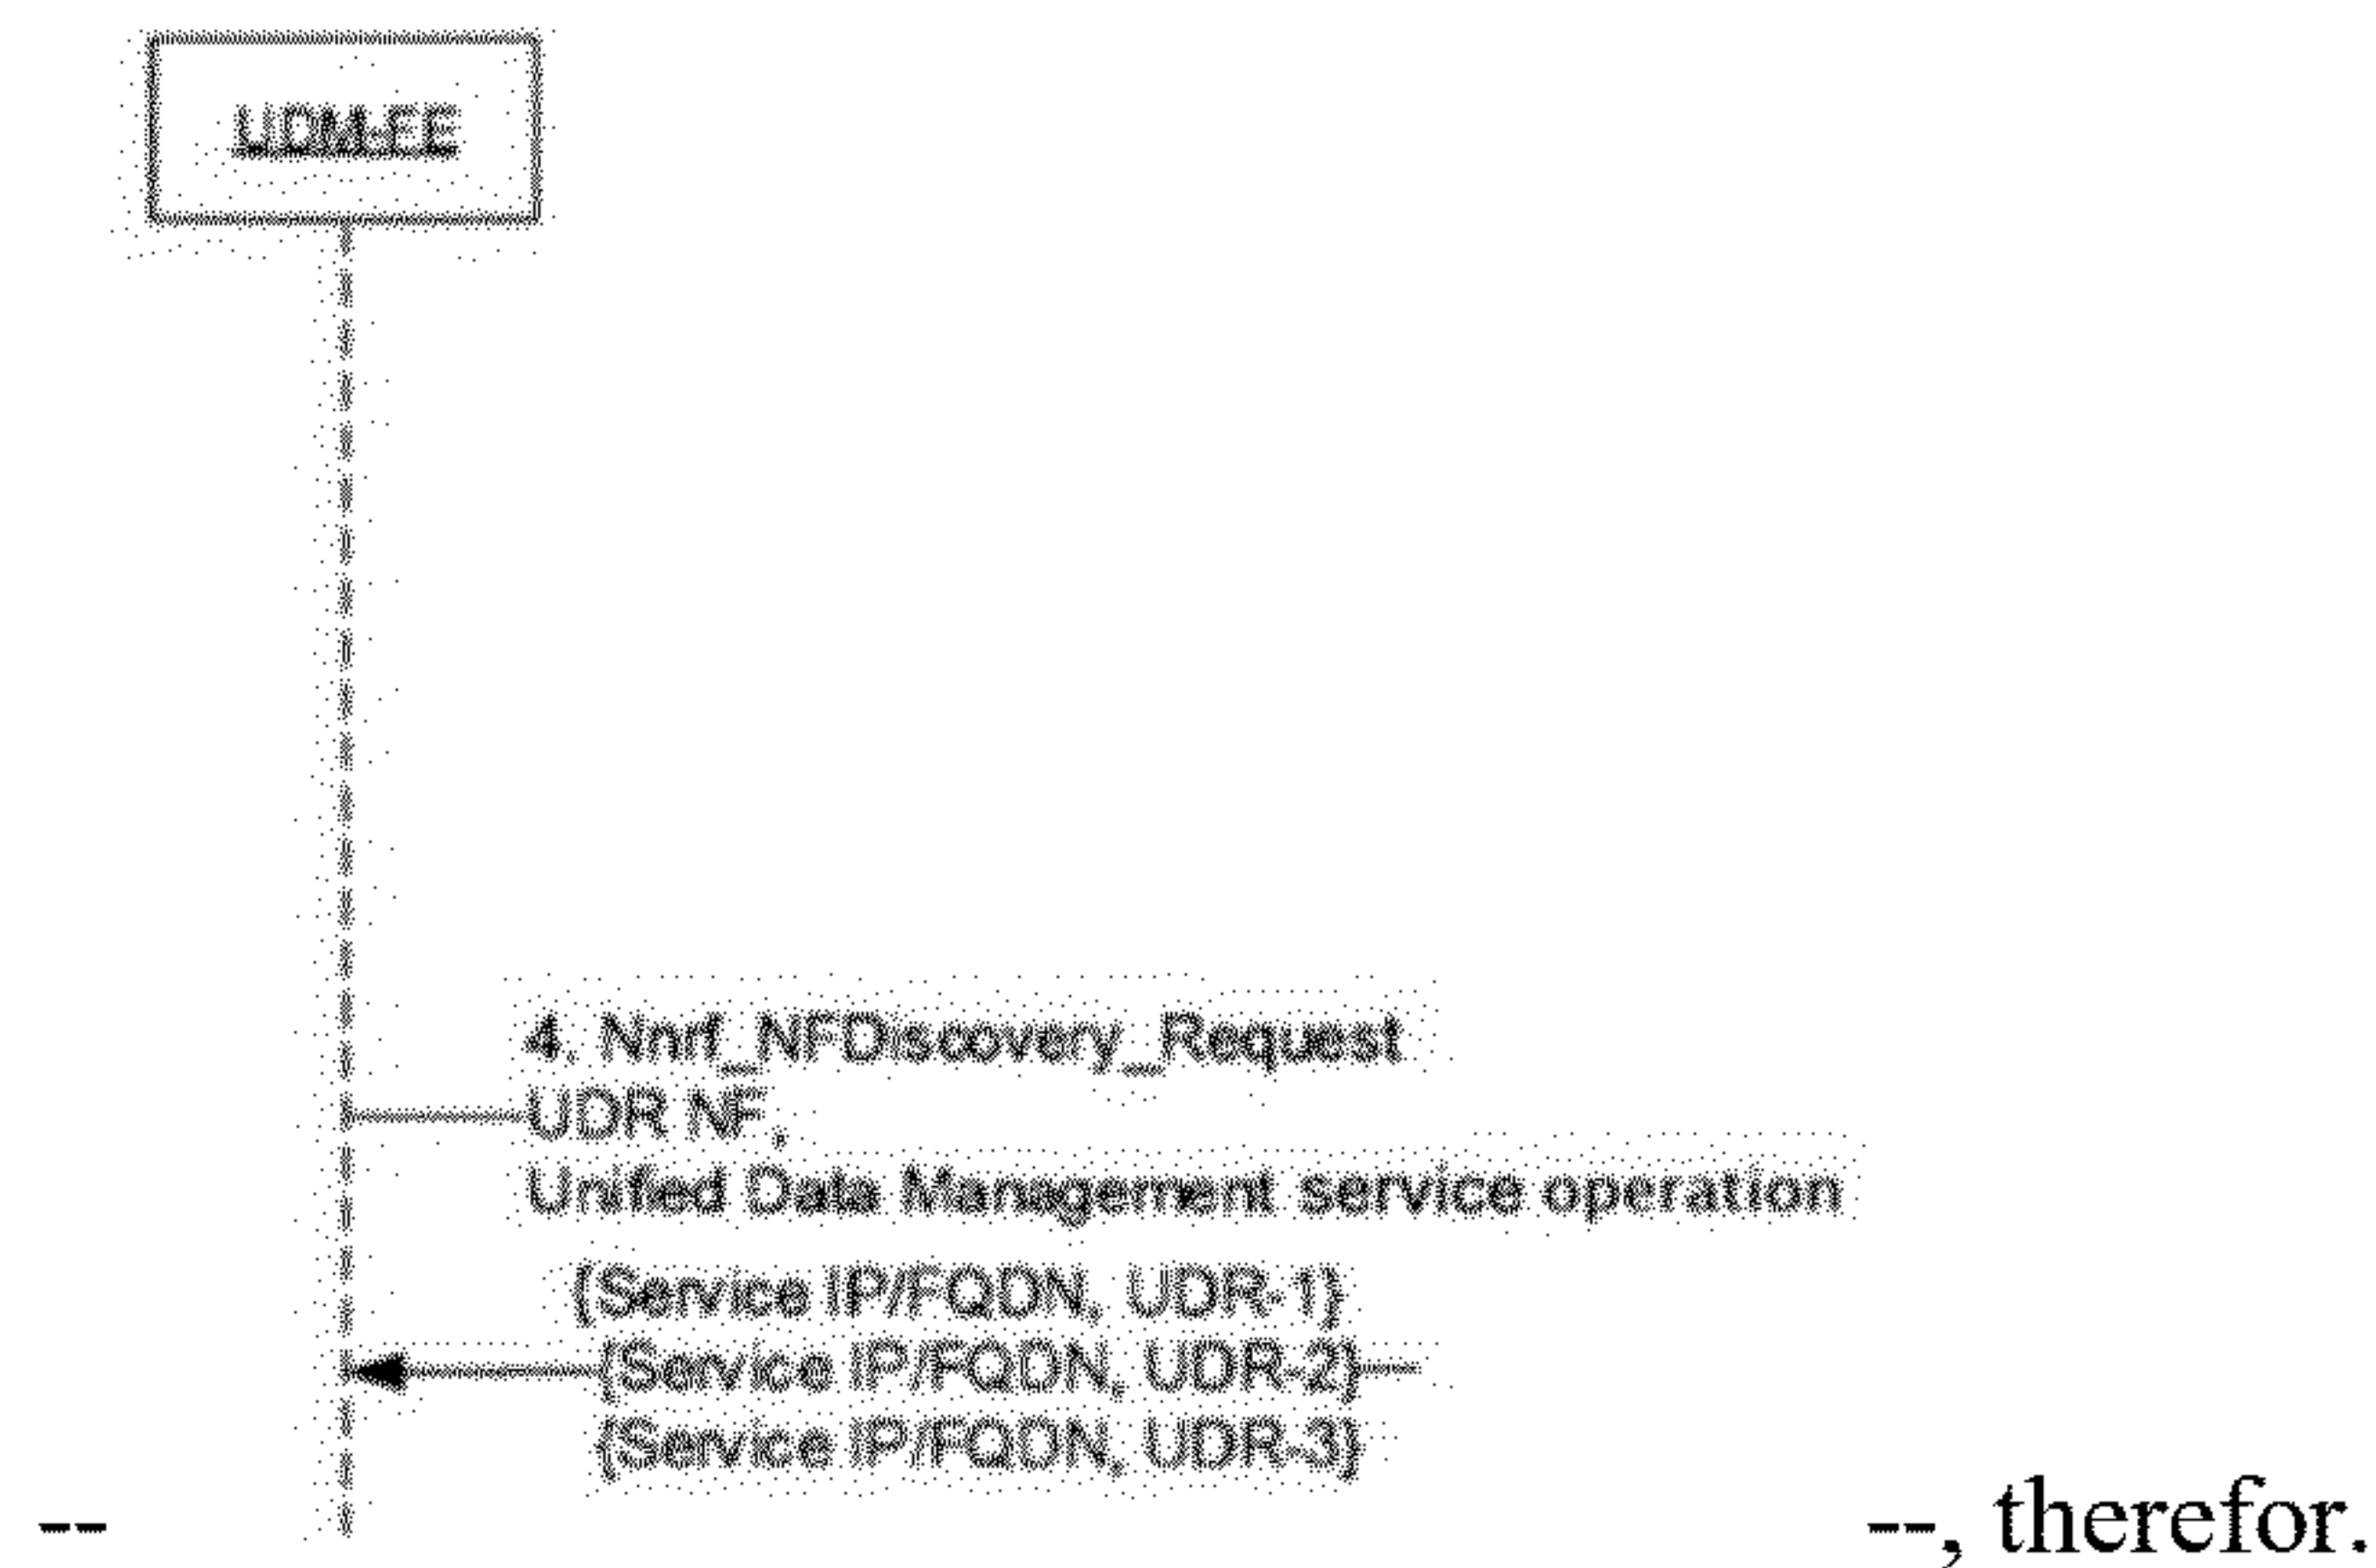 UDM-FE
4. Nnrf_NFDiscovery_Request
UDR NF,
Unified Data Management service operation
{Service IP/FQDN, UDR-1}
{Service IP/FQDN, UDR-2}
{Service IP/FQDN, UDR-3}
-- --, therefor.